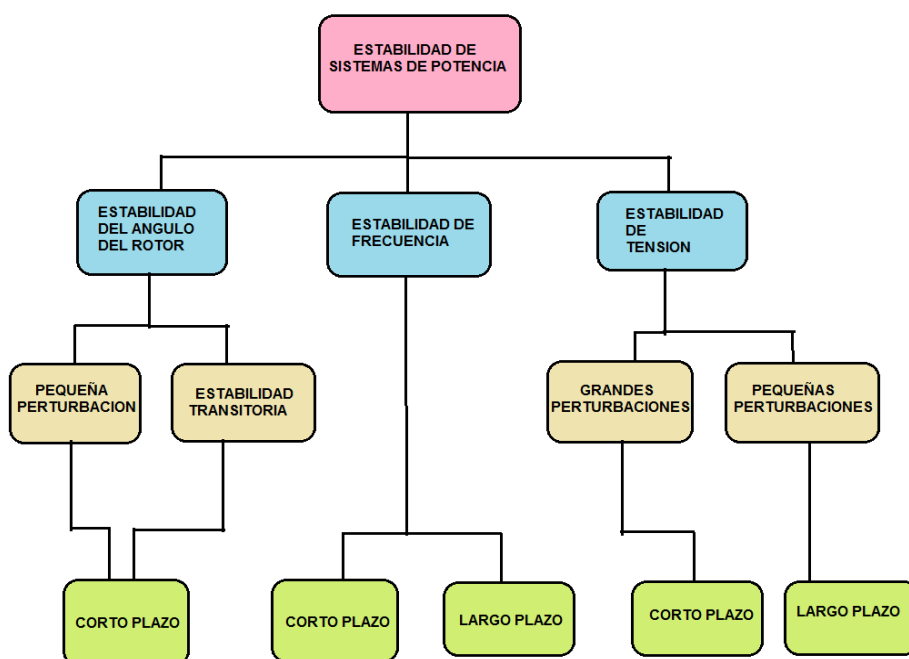 ESTABILIDAD DE
SISTEMAS DE POTENCIA
ESTABILIDAD
DEL ANGULO
DEL ROTOR
ESTABILIDAD DE
FRECUENCIA
ESTABILIDAD
DE
TENSION
PEQUEÑA
PERTURBACION
ESTABILIDAD
TRANSITORIA
GRANDES
PERTURBACIONES
PEQUEÑAS
PERTURBACIONES
CORTO PLAZO
CORTO PLAZO
LARGO PLAZO
CORTO PLAZO
LARGO PLAZO